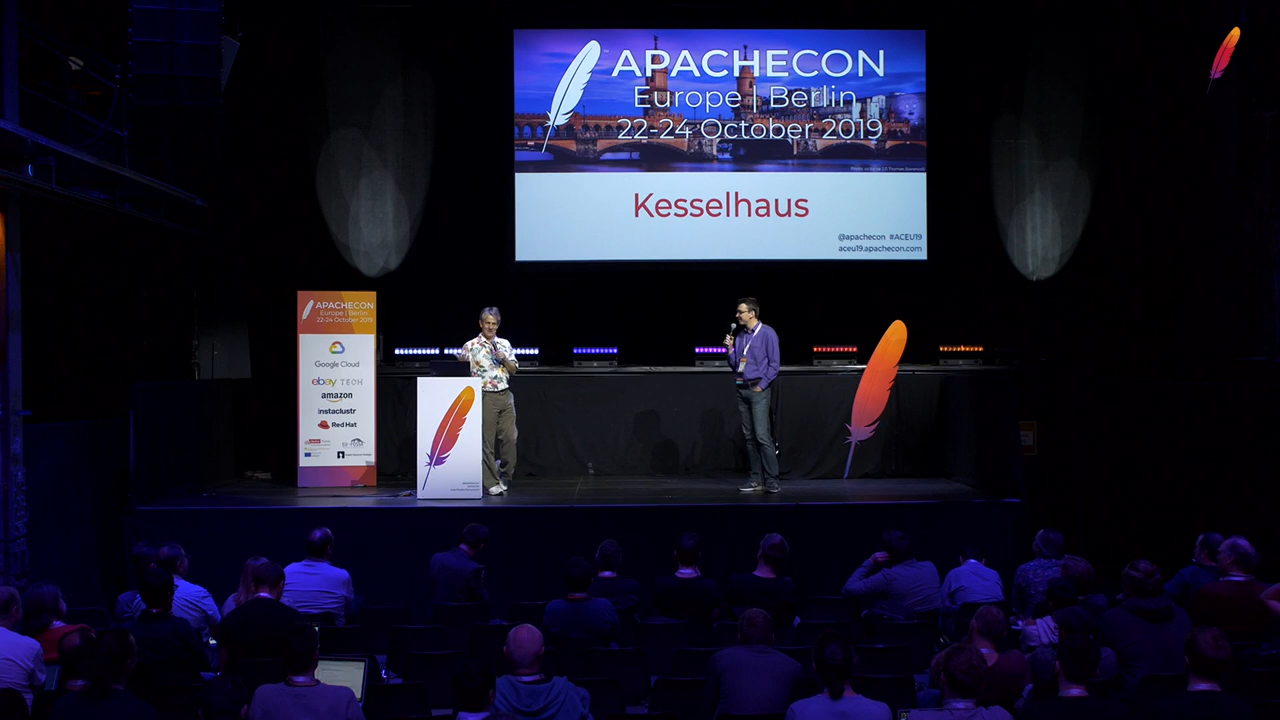 APACHECON
Europe | Berlin
22-24 October 2019
Kesselhaus
@apachecon #ACEU19
aceu19.apachecon.com
APACHECON
Europe | Berlin
22-24 October 2019
Google Cloud
ebay TECH
amazon
instaclustr
Red Hat